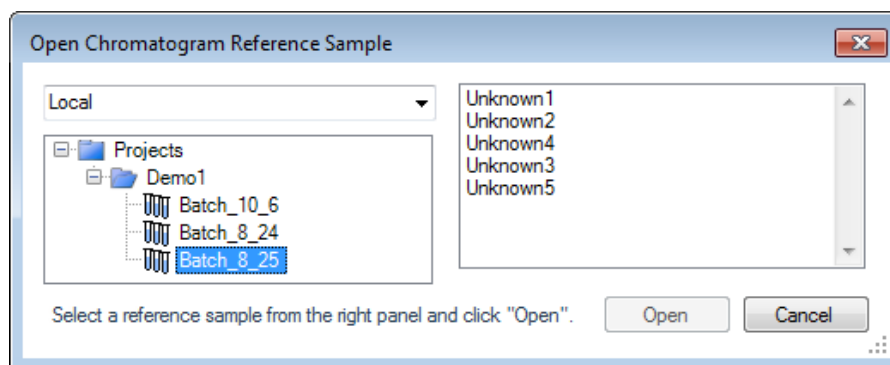 Open Chromatogram Reference Sample
Local
Projects
Demo1
Batch_10_6
Batch_8_24
Batch_8_25
Unknown1
Unknown2
Unknown4
Unknown3
Unknown5
Select a reference sample from the right panel and click "Open".
Open
Cancel